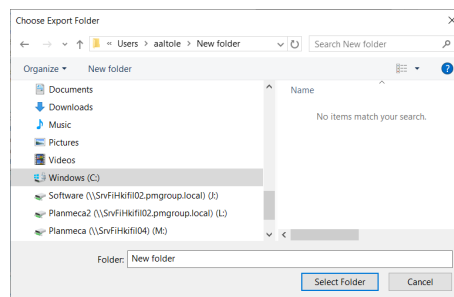 Choose Export Folder
« Users > aaltole > New folder
Search New folder
Organize
New folder
Documents
Downloads
Music
Pictures
Videos
Windows (C:)
Software (\\SrvFiHkifil02.pmgroup.local) (J:)
Planmeca2 (\\SrvFiHkifil02.pmgroup.local) (L:)
Planmeca (\\SrvFiHkifil04) (M:)
Name
No items match your search.
Folder: New folder
Select Folder
Cancel